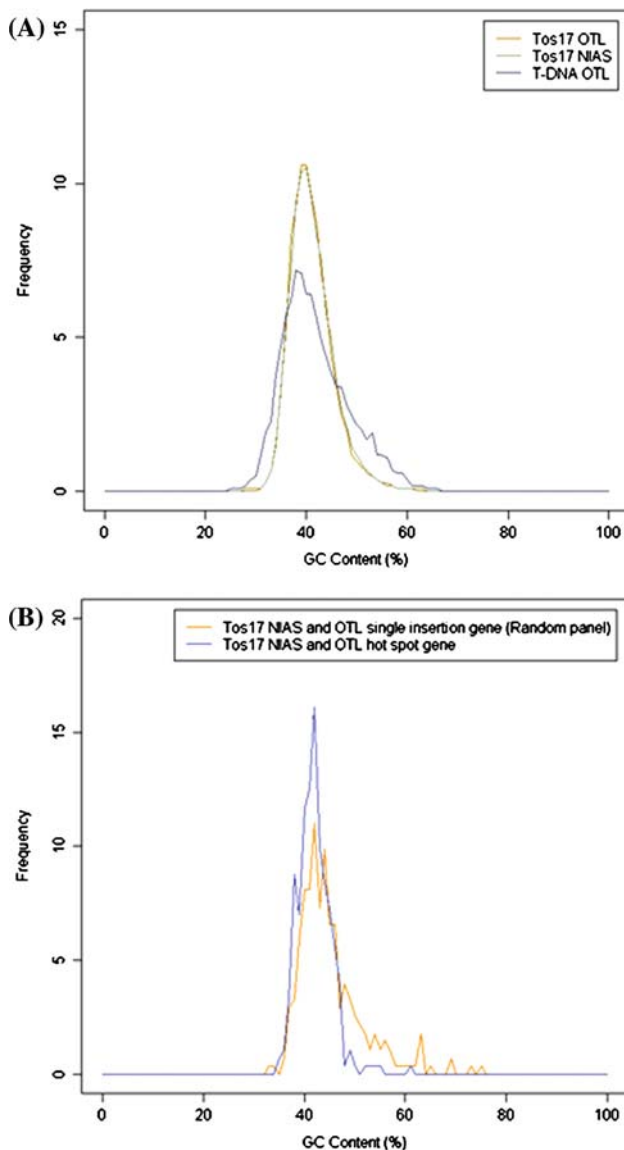 (A)
15
10
5
0
Frequency
Tos17 OTL
Tos17 NIAS
T-DNA OTL
0 20 40 60 80 100
GC Content (%)
(B)
20
15
10
5
0
Frequency
Tos17 NIAS and OTL single insertion gene (Random panel)
Tos17 NIAS and OTL hot spot gene
0 20 40 60 80 100
GC Content (%)